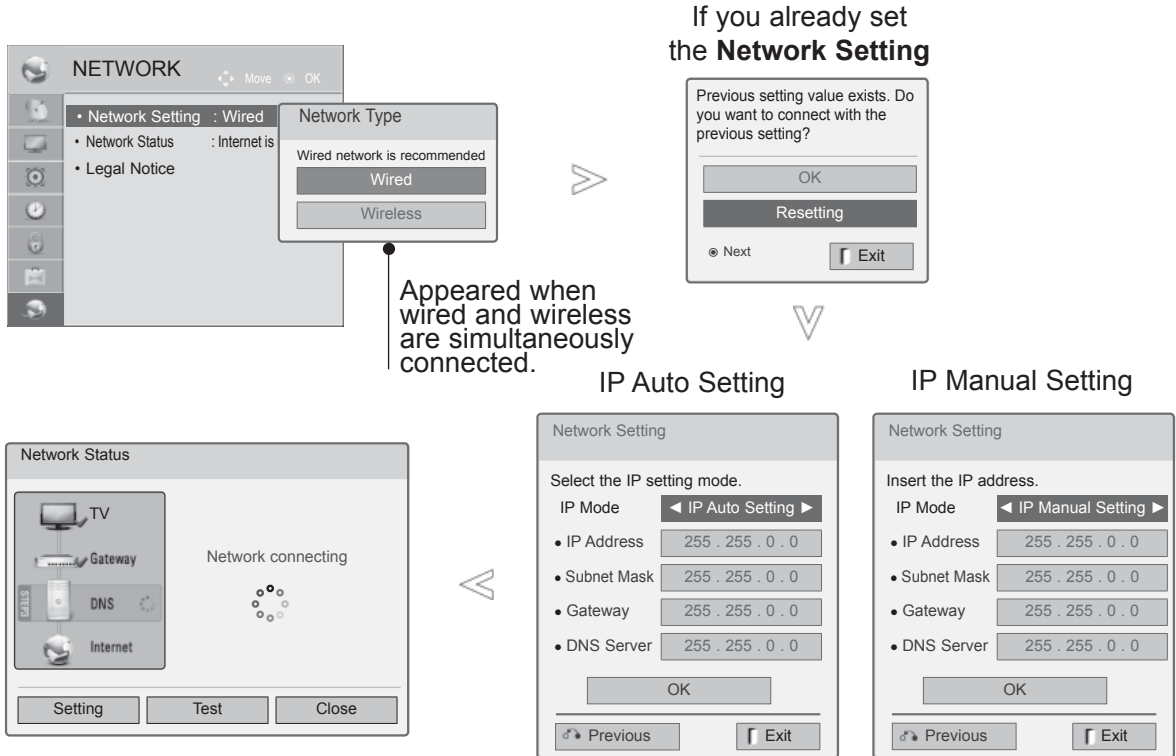 If you already set
the Network Setting
NETWORK
Move ⦿ OK
• Network Setting : Wired
• Network Status : Internet is
• Legal Notice
Network Type
Wired network is recommended
Wired
Wireless
Appeared when
wired and wireless
are simultaneously
connected.
Previous setting value exists. Do
you want to connect with the
previous setting?
OK
Resetting
⦿ Next
Exit
IP Auto Setting
Network Setting
Select the IP setting mode.
IP Mode ◄ IP Auto Setting ►
• IP Address 255 . 255 . 0 . 0
• Subnet Mask 255 . 255 . 0 . 0
• Gateway 255 . 255 . 0 . 0
• DNS Server 255 . 255 . 0 . 0
OK
Previous
Exit
IP Manual Setting
Network Setting
Insert the IP address.
IP Mode ◄ IP Manual Setting ►
• IP Address 255 . 255 . 0 . 0
• Subnet Mask 255 . 255 . 0 . 0
• Gateway 255 . 255 . 0 . 0
• DNS Server 255 . 255 . 0 . 0
OK
Previous
Exit
Network Status
TV
Gateway
STEP3
DNS
Internet
Network connecting
Setting
Test
Close